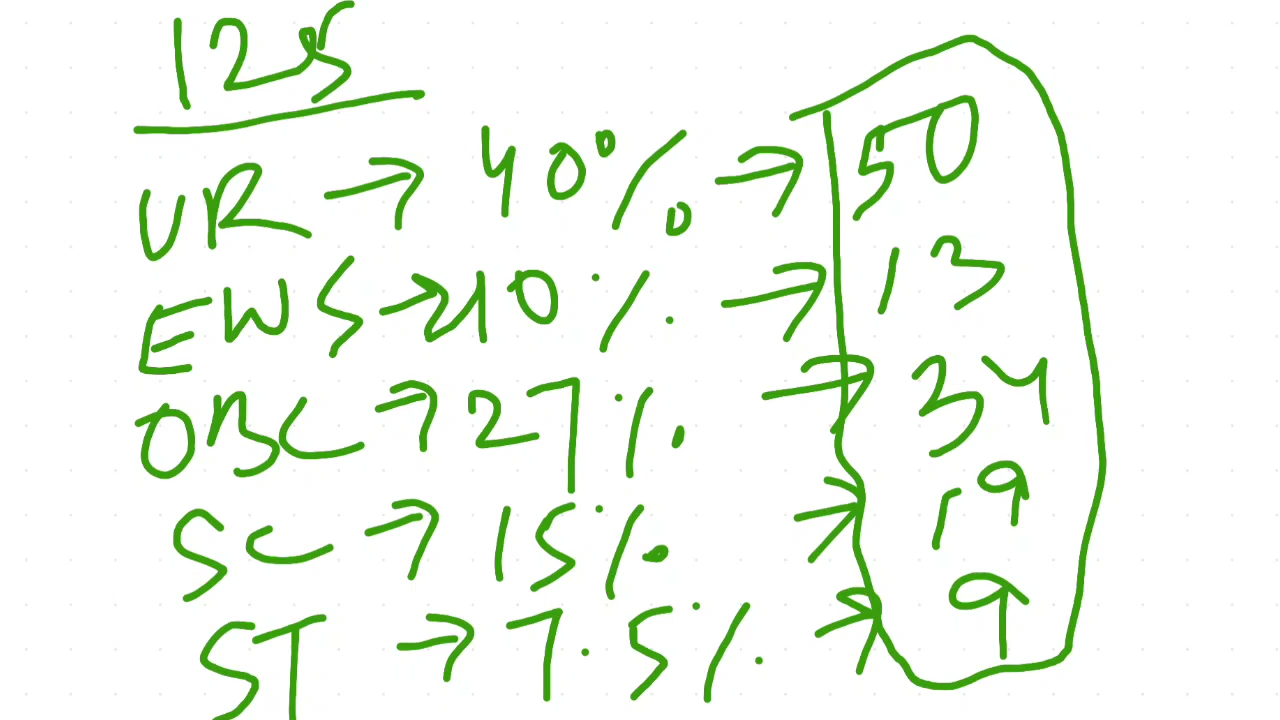 125
UR → 40% → 50
EWS → 10% → 13
OBC → 27% → 34
SC → 15% → 19
ST → 7.5% → 9